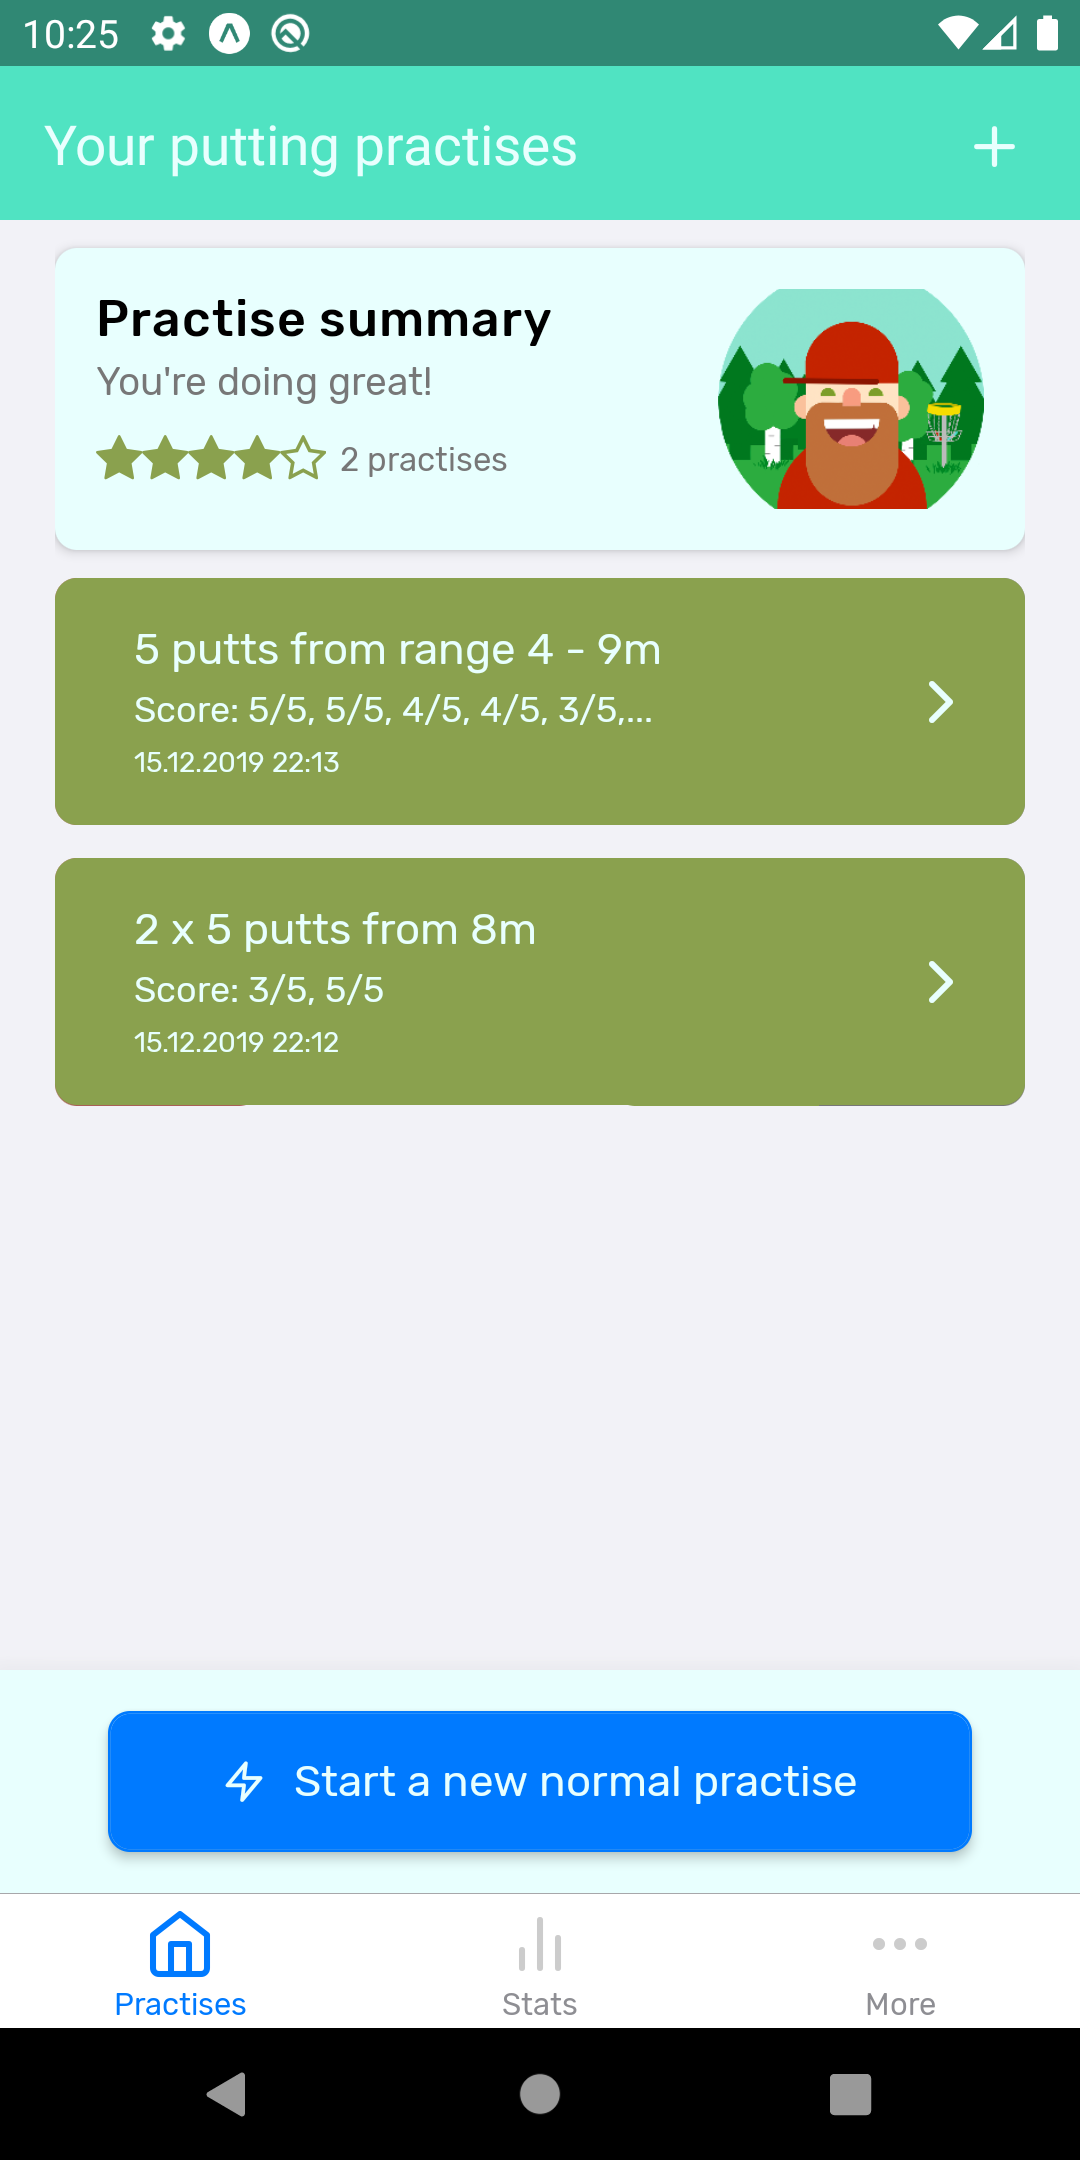 10:25
Your putting practises
Practise summary
You're doing great!
2 practises
5 putts from range 4 - 9m
Score: 5/5, 5/5, 4/5, 4/5, 3/5,...
15.12.2019 22:13
2 x 5 putts from 8m
Score: 3/5, 5/5
15.12.2019 22:12
Start a new normal practise
Practises
Stats
More